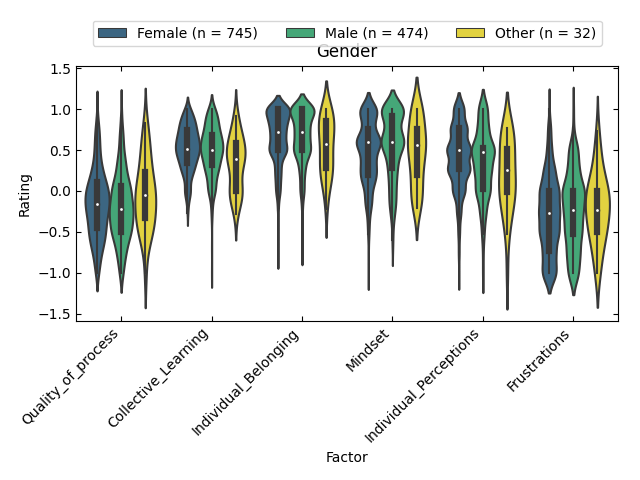 Female (n = 745) Male (n = 474) Other (n = 32)
Gender
1.5
1.0
0.5
0.0
−0.5
−1.0
−1.5
Rating
Quality_of_process
Collective_Learning
Individual_Belonging
Mindset
Individual_Perceptions
Frustrations
Factor